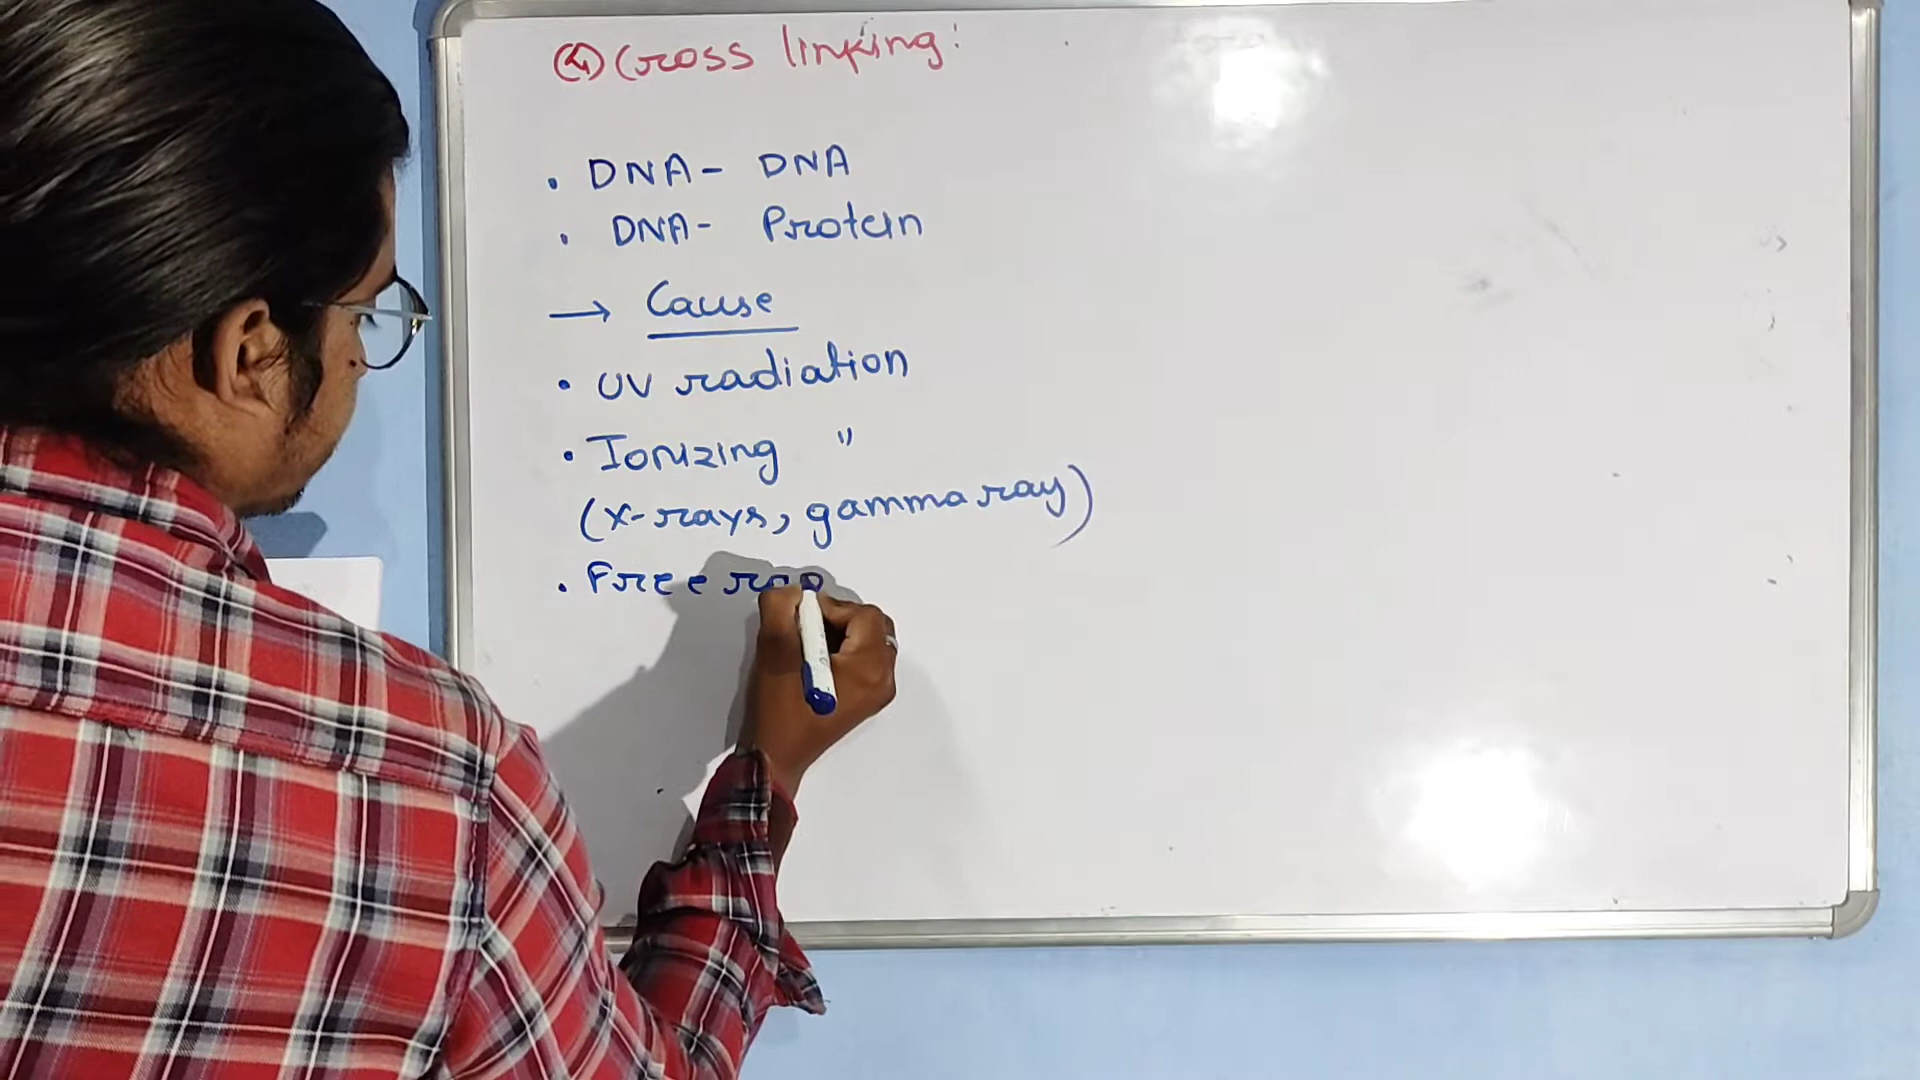 (4) Cross linking:
• DNA- DNA
• DNA- Protein
→ Cause
• UV radiation
• Ionizing "
(x-rays, gamma ray)
• Free rad